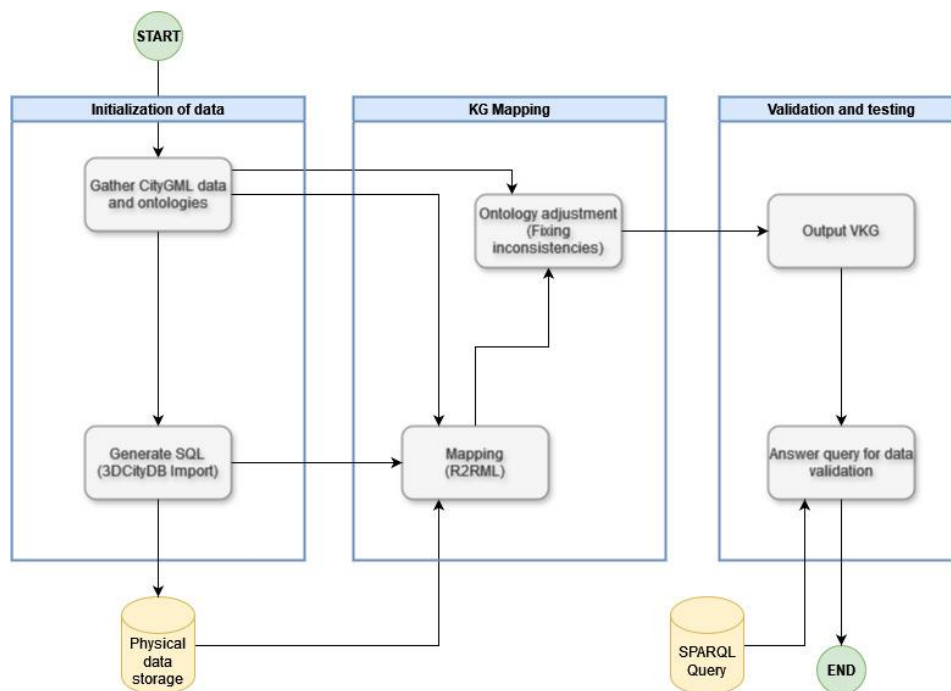 START
Initialization of data
KG Mapping
Validation and testing
Gather CityGML data
and ontologies
Ontology adjustment
(Fixing
inconsistencies)
Output VKG
Generate SQL
(3DCityDB Import)
Mapping
(R2RML)
Answer query for data
validation
Physical
data
storage
SPARQL
Query
END